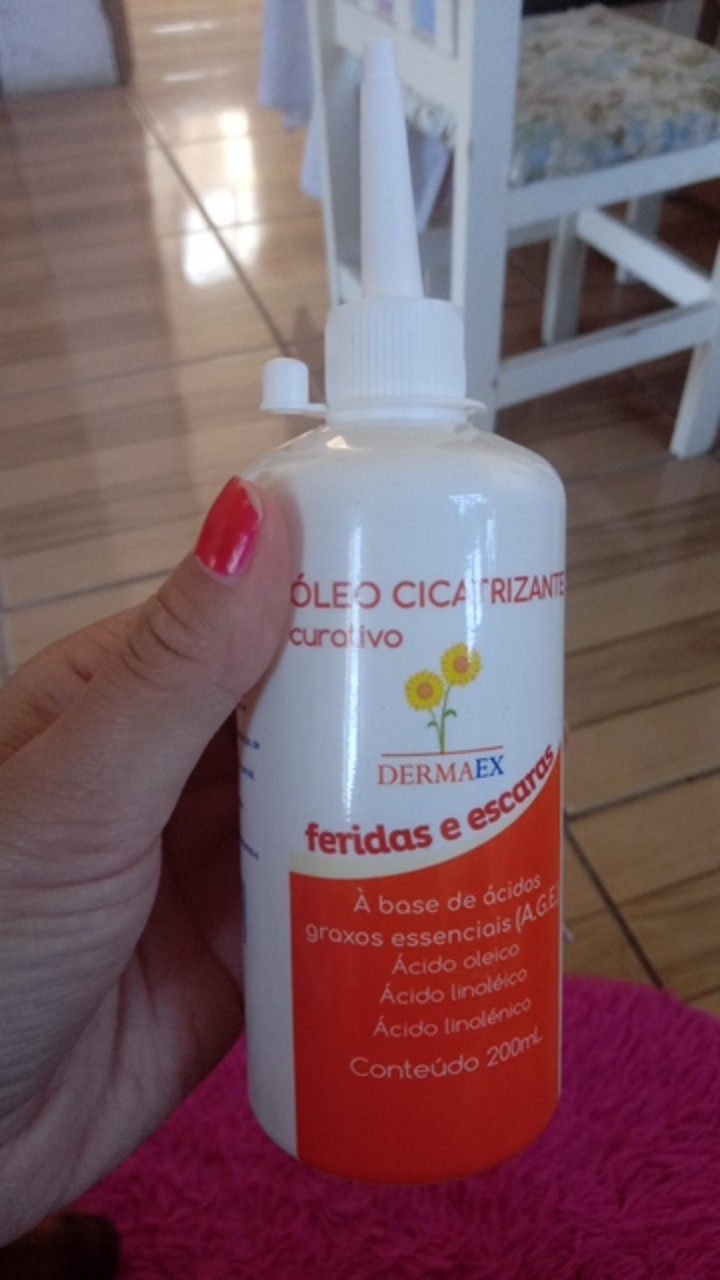 ÓLEO CICATRIZANTE
curativo
DERMAEX
feridas e escaras
À base de ácidos
graxos essenciais (A.G.E.)
Ácido oleico
Ácido linoléico
Ácido linolénico
Conteúdo 200mL